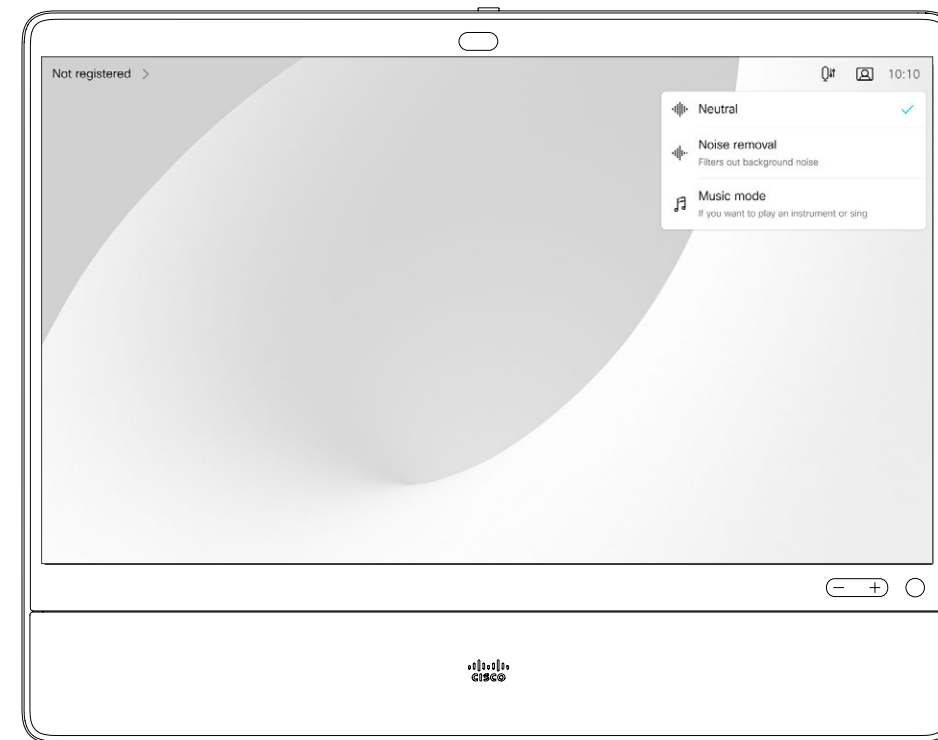 Not registered
10:10
Neutral
Noise removal
Filters out background noise
Music mode
If you want to play an instrument or sing
CISCO